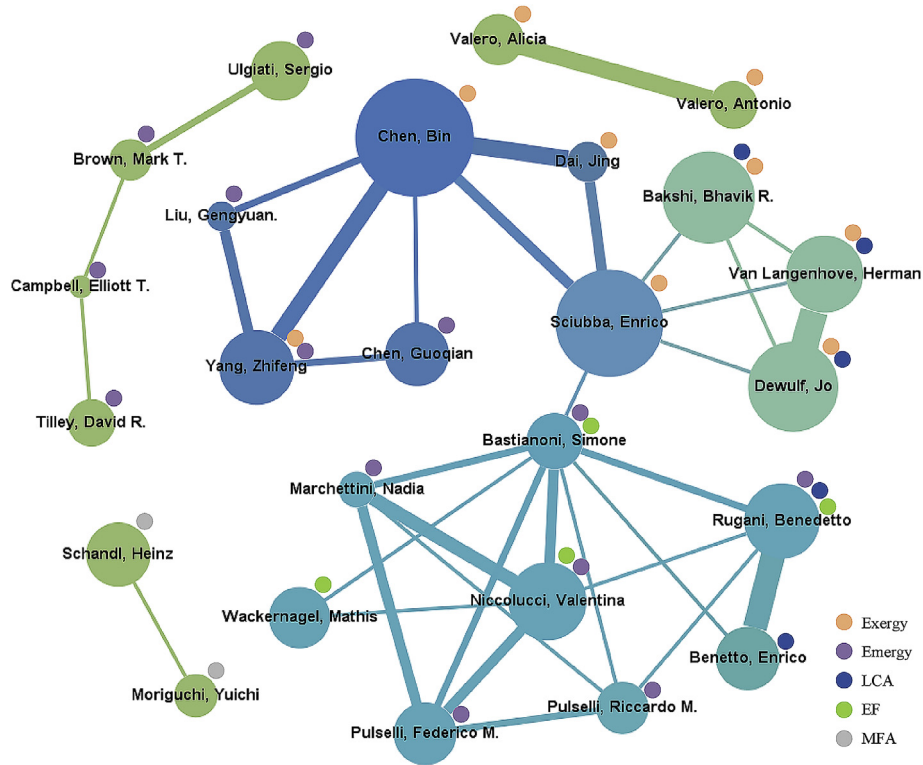 Valero, Alicia
Ulgiati, Sergio
Valero, Antonio
Chen, Bin
Brown, Mark T.
Dai, Jing
Bakshi, Bhavik R.
Liu, Gengyuan.
Van Langenhove, Herman
Campbell, Elliott T.
Sciubba, Enrico
Chen, Guoqian
Yang, Zhifeng
Dewulf, Jo
Tilley, David R.
Bastianoni, Simone
Marchettini, Nadia
Rugani, Benedetto
Schandl, Heinz
Niccolucci, Valentina
Wackernagel, Mathis
Benetto, Enrico
Moriguchi, Yuichi
Pulselli, Riccardo M.
Pulselli, Federico M.
Exergy
Emergy
LCA
EF
MFA